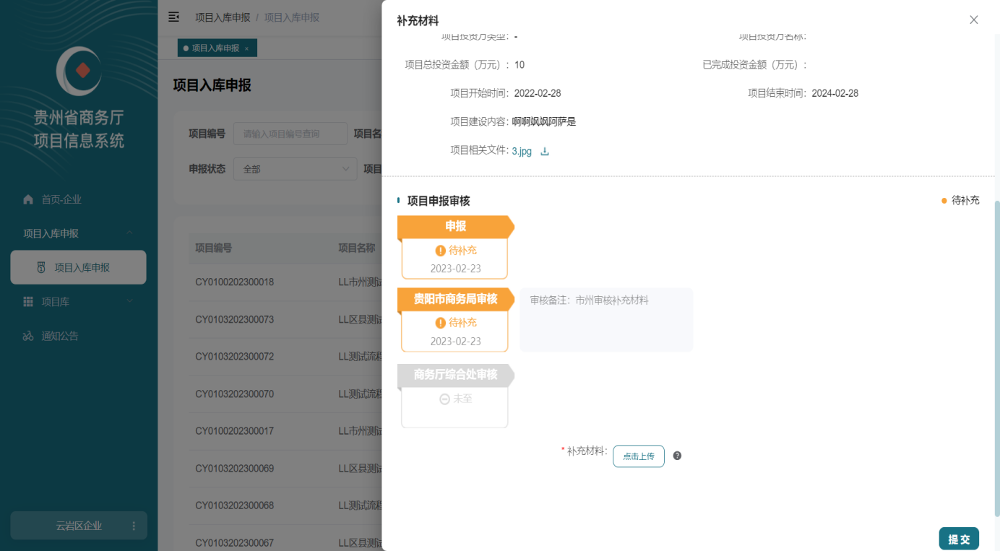 贵州省商务厅
项目信息系统
首页-企业
项目入库申报
项目入库申报
项目库
通知公告
云岩区企业
项目入库申报 / 项目入库申报
项目入库申报 ×
项目入库申报
项目编号 请输入项目编号查询 项目名
申报状态 全部 项目
项目编号 项目名称
CY0100202300018 LL市州测试
CY0103202300073 LL区县测试
CY0103202300072 LL测试流程
CY0103202300070 LL测试流程
CY0100202300017 LL市州测试
CY0103202300069 LL区县测试
CY0103202300068 LL测试流程
CY0103202300067 LL区县测试
补充材料
项目投资方类型: - 项目投资方名称:
项目总投资金额（万元）: 10 已完成投资金额（万元）:
项目开始时间: 2022-02-28 项目结束时间: 2024-02-28
项目建设内容: 啊啊飒飒阿萨是
项目相关文件: 3.jpg
项目申报审核 待补充
申报
待补充
2023-02-23
贵阳市商务局审核
待补充
2023-02-23
审核备注: 市州审核补充材料
商务厅综合处审核
未至
* 补充材料: 点击上传
提交